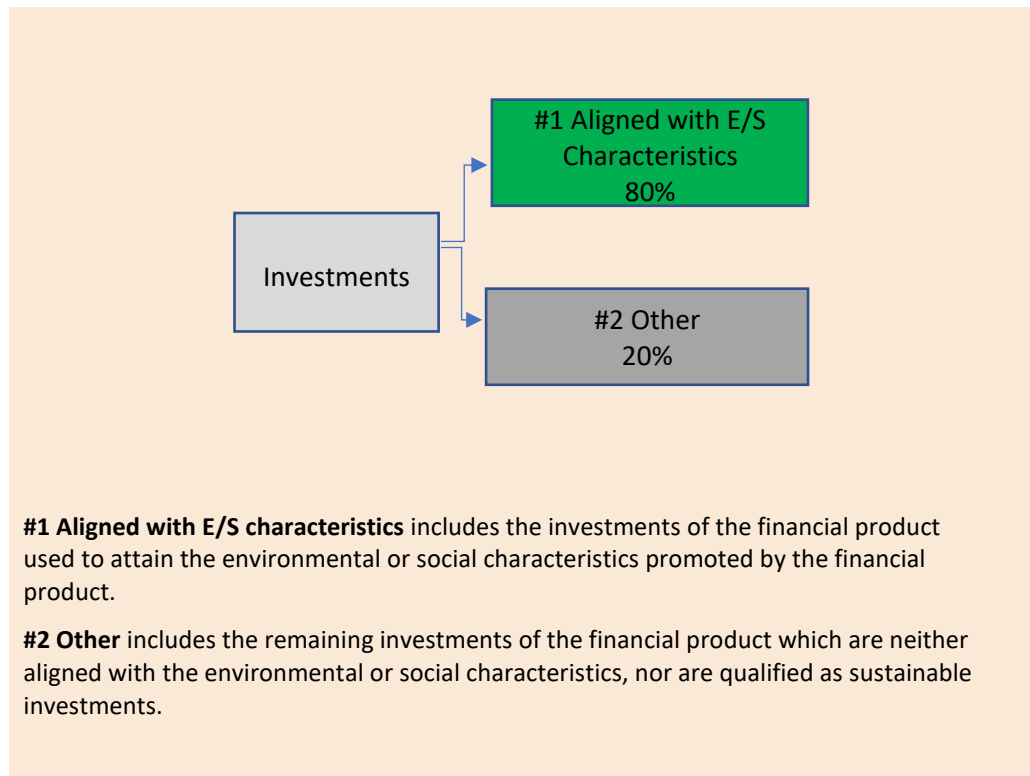 #1 Aligned with E/S
Characteristics
80%
Investments
#2 Other
20%
#1 Aligned with E/S characteristics includes the investments of the financial product
used to attain the environmental or social characteristics promoted by the financial
product.
#2 Other includes the remaining investments of the financial product which are neither
aligned with the environmental or social characteristics, nor are qualified as sustainable
investments.